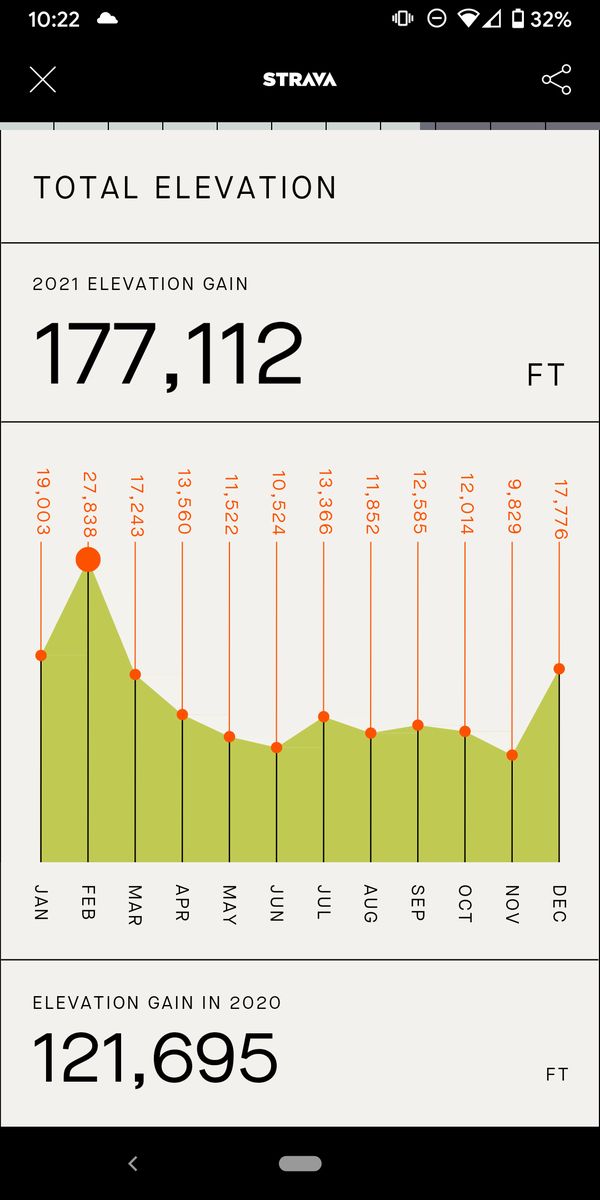 10:22
32%
STRAVA
TOTAL ELEVATION
2021 ELEVATION GAIN
177,112 FT
19,003
27,838
17,243
13,560
11,522
10,524
13,366
11,852
12,585
12,014
9,829
17,776
JAN
FEB
MAR
APR
MAY
JUN
JUL
AUG
SEP
OCT
NOV
DEC
ELEVATION GAIN IN 2020
121,695 FT